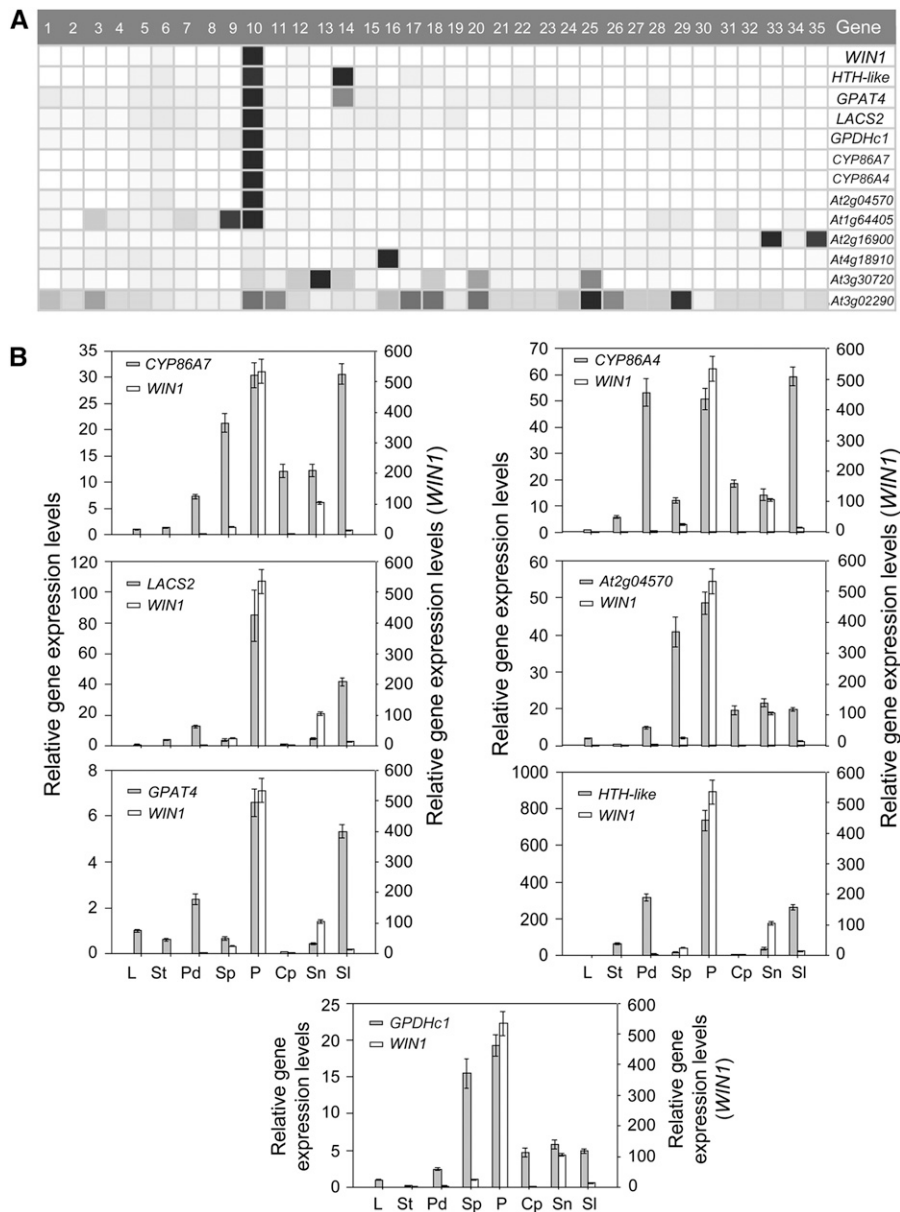 A
1 2 3 4 5 6 7 8 9 10 11 12 13 14 15 16 17 18 19 20 21 22 23 24 25 26 27 28 29 30 31 32 33 34 35 Gene
WIN1
HTH-like
GPAT4
LACS2
GPDHc1
CYP86A7
CYP86A4
At2g04570
At1g64405
At2g16900
At4g18910
At3g30720
At3g02290
B
Relative gene expression levels
35
30
25
20
15
10
5
0
CYP86A7
WIN1
600
500
400
300
200
100
0
120
100
80
60
40
20
0
LACS2
WIN1
600
500
400
300
200
100
0
8
6
4
2
0
GPAT4
WIN1
600
500
400
300
200
100
0
L St Pd Sp P Cp Sn Sl
Relative gene expression levels (WIN1)
Relative gene expression levels
70
60
50
40
30
20
10
0
CYP86A4
WIN1
600
500
400
300
200
100
0
60
50
40
30
20
10
0
At2g04570
WIN1
600
500
400
300
200
100
0
1000
800
600
400
200
0
HTH-like
WIN1
600
500
400
300
200
100
0
L St Pd Sp P Cp Sn Sl
Relative gene expression levels (WIN1)
Relative gene
expression levels
25
20
15
10
5
0
GPDHc1
WIN1
600
500
400
300
200
100
0
L St Pd Sp P Cp Sn Sl
Relative gene
expression levels
(WIN1)